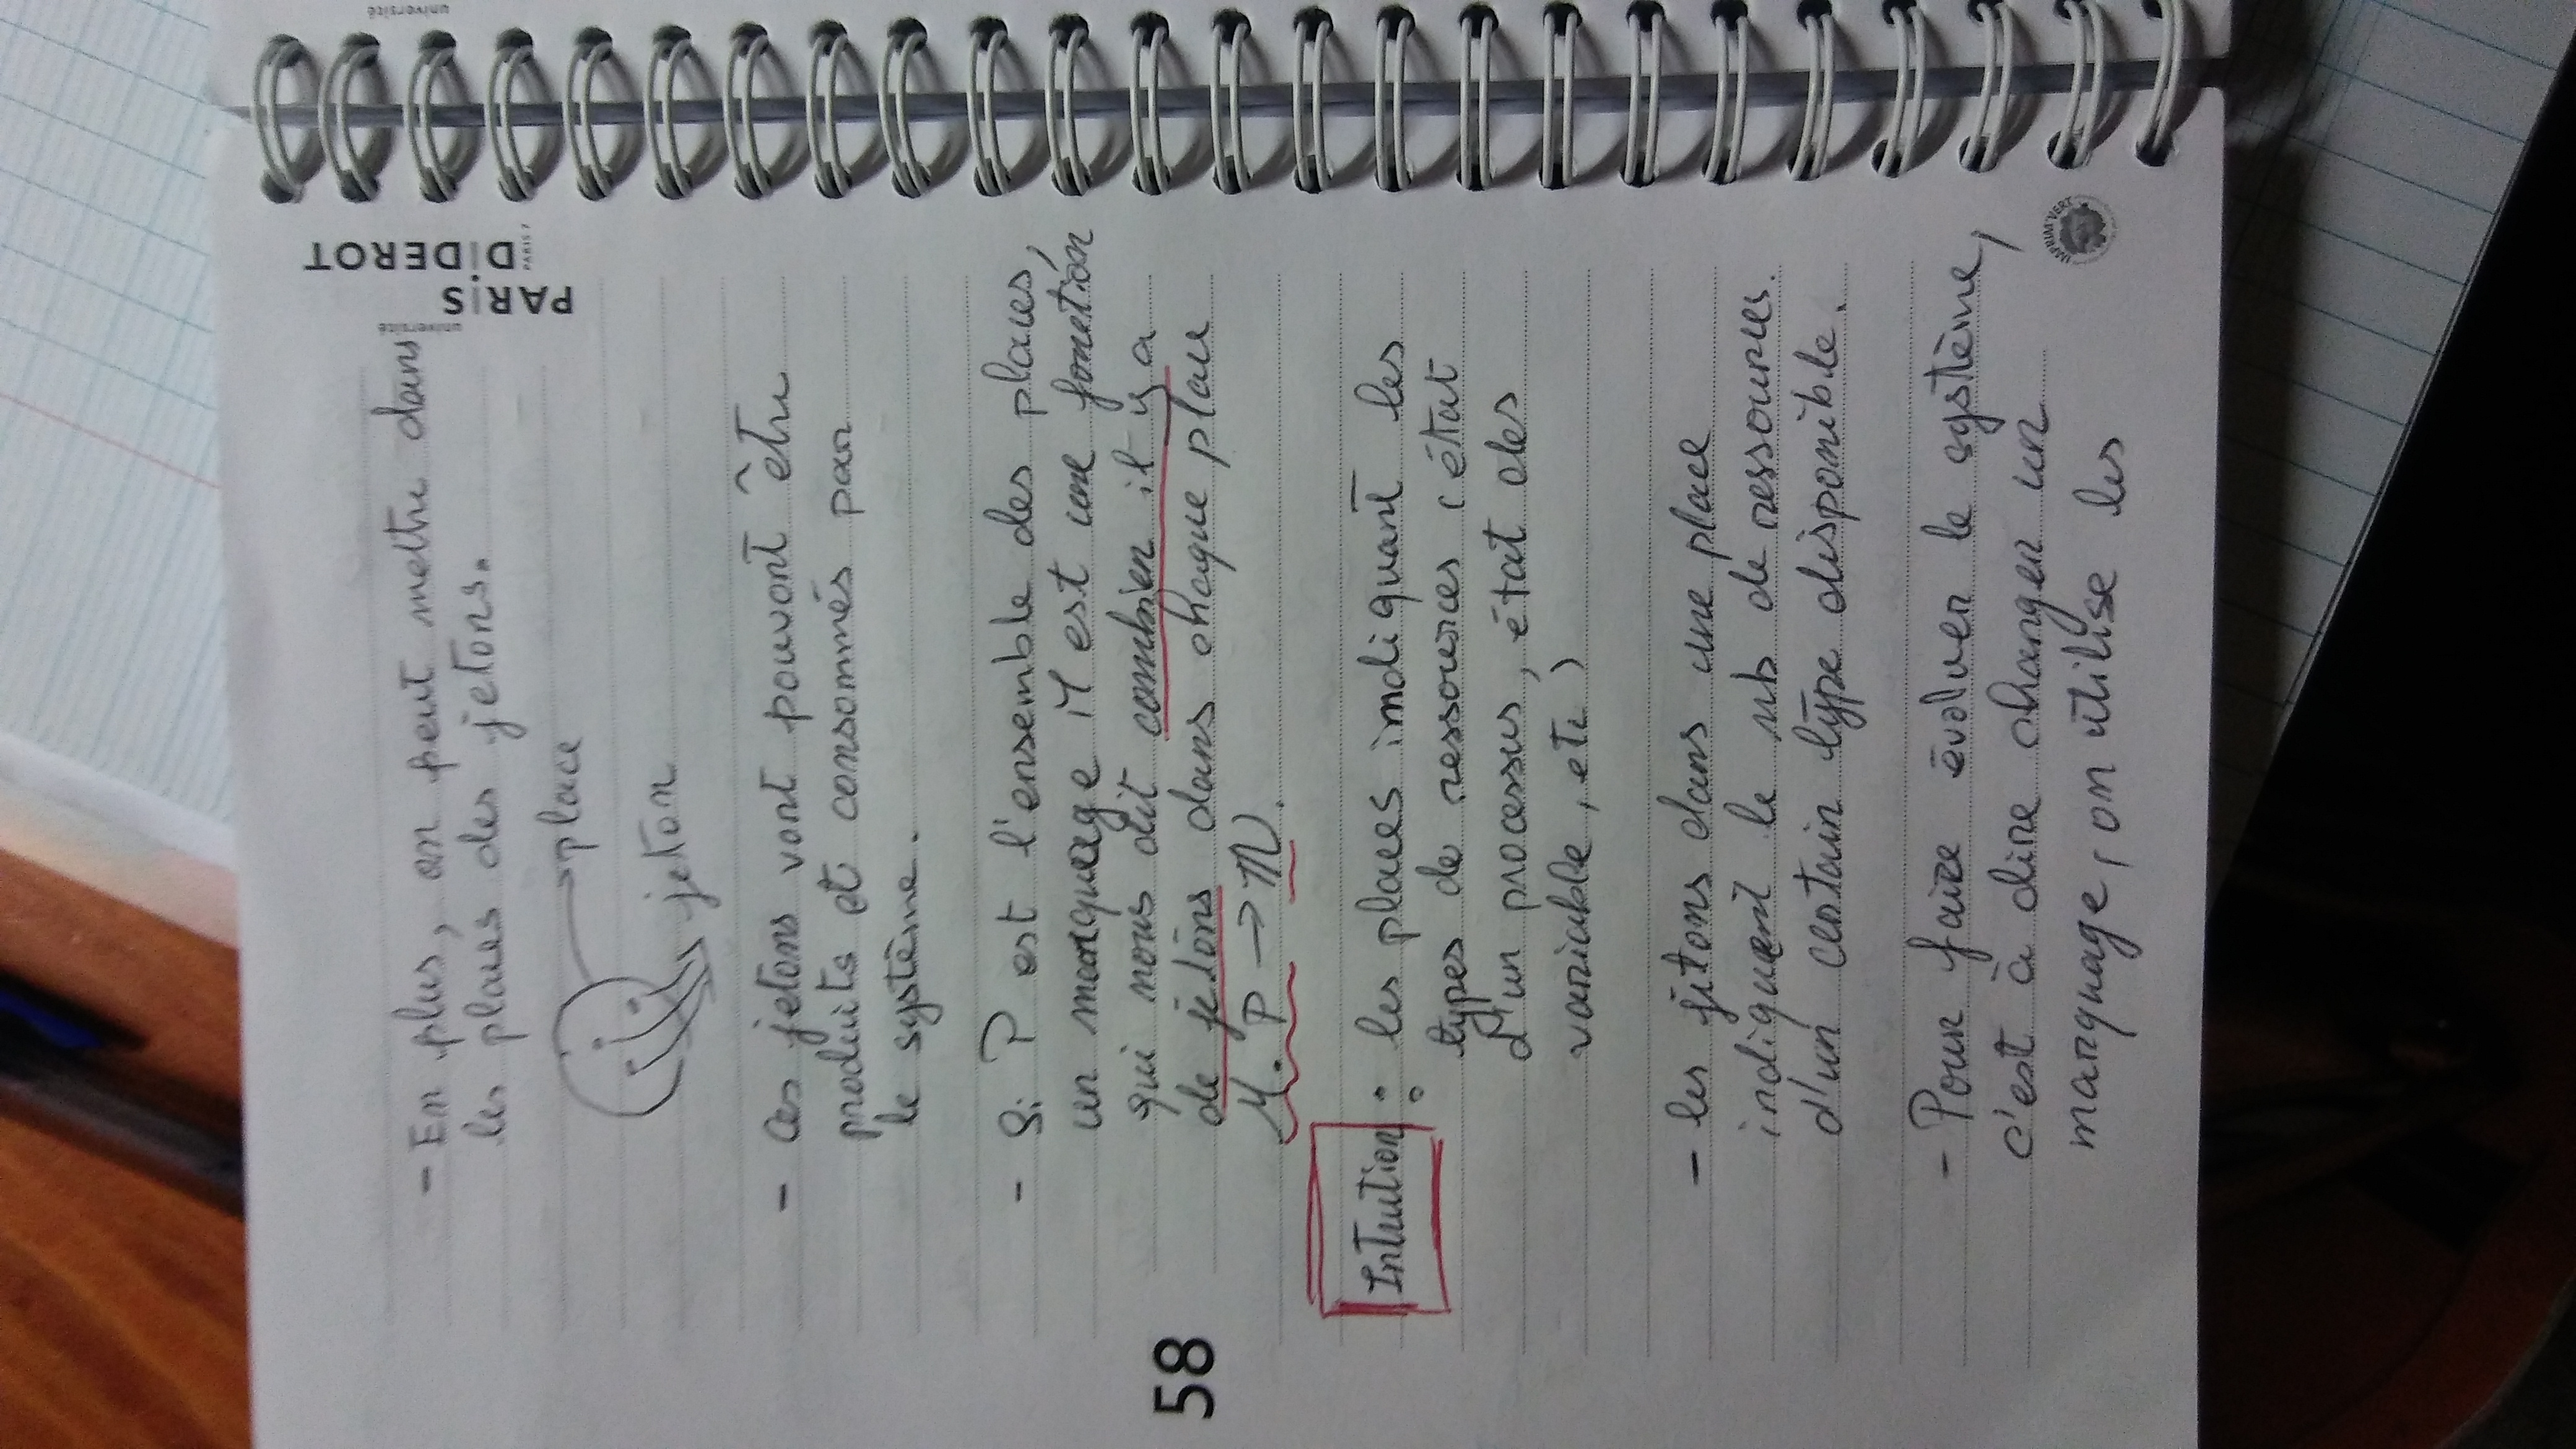 - En plus, on peut mettre dans
les places des jetons.
place
jeton
- Ces jetons vont pouvont être
produits et consommés par
le système.
- Si P est l'ensemble des places,
un marquage M est une fonction
qui nous dit combien il y a
de jetons dans chaque place
M. P → ℕ.
Intuition : les places indiquant les
types de ressources (état
d'un processus, état des
variable, etc)
- les jetons dans une place
indiquent le nb de ressources.
d'un certain type disponible.
- Pour faire évoluer le système,
c'est à dire changer un
marquage, on utilise les
58
université
PARIS
DIDEROT
PARIS 7
IMPRIM'VERT
université